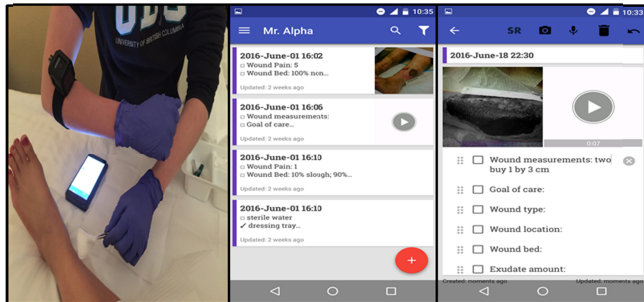 UBC
UNIVERSITY OF BRITISH COLUMBIA
10:35
Mr. Alpha
2016-June-01 16:02
Wound Pain: 5
Wound Bed: 100% non...
Updated: 2 weeks ago
2016-June-01 16:06
Wound measurements:
Goal of care...
Updated: 2 weeks ago
2016-June-01 16:10
Wound Pain: 1
Wound Bed: 10% slough; 90%...
Updated: 2 weeks ago
2016-June-01 16:10
sterile water
✓ dressing tray...
Updated: 2 weeks ago
+
10:33
SR
2016-June-18 22:30
0:07
Wound measurements: two
buy 1 by 3 cm
Goal of care:
Wound type:
Wound location:
Wound bed:
Exudate amount:
Created: moments ago Updated: moments ago